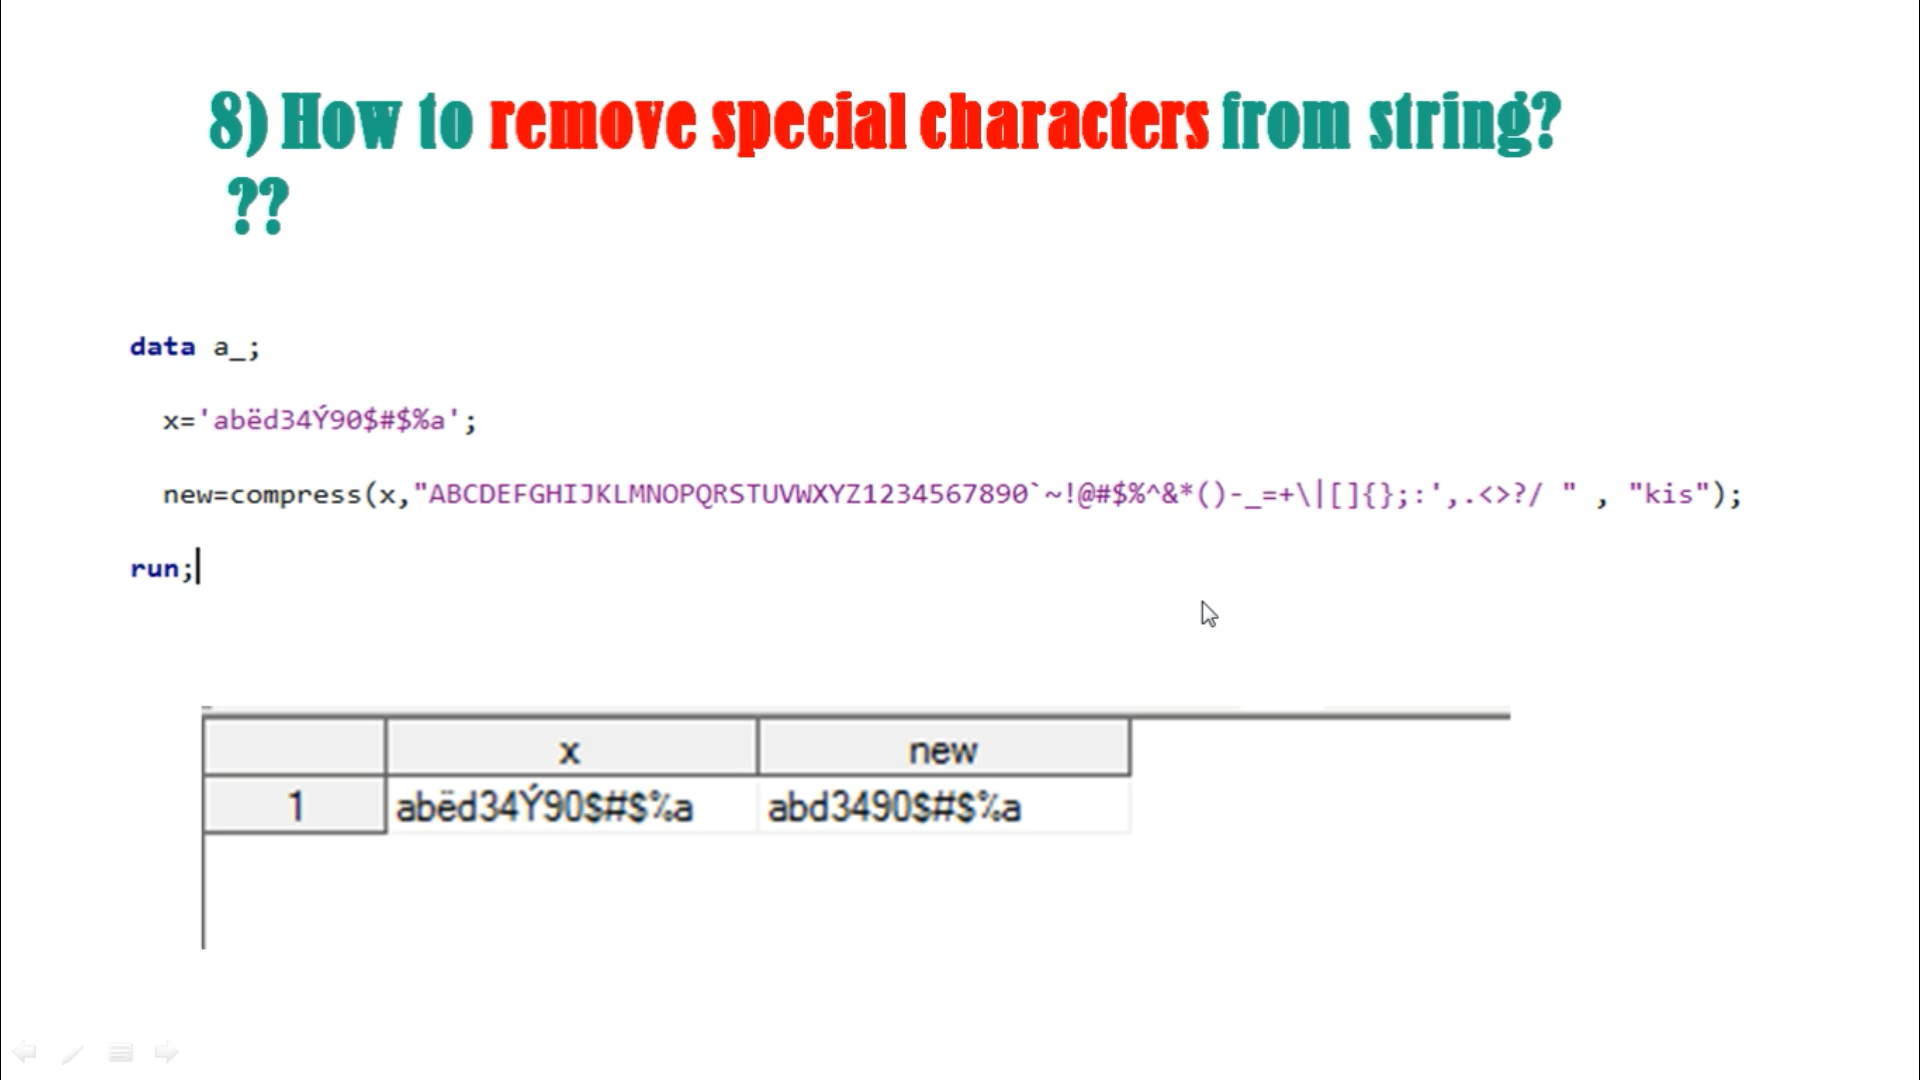 8) How to remove special characters from string?
??
data a_;
x='abëd34Ý90$#$%a';
new=compress(x,"ABCDEFGHIJKLMNOPQRSTUVWXYZ1234567890`~!@#$%^&*()-_=+\|[]{};:',.<>?/ " , "kis");
run;
x new
1 abëd34Ý90$#$%a abd3490$#$%a